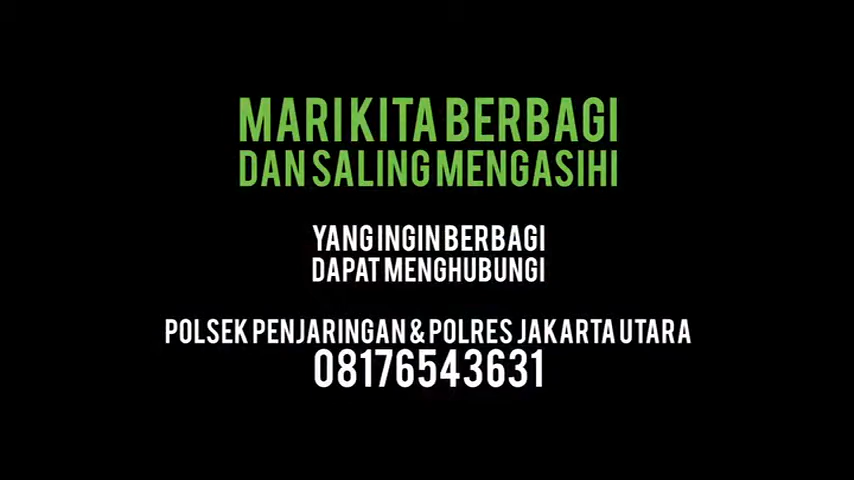 MARI KITA BERBAGI
DAN SALING MENGASIHI
YANG INGIN BERBAGI
DAPAT MENGHUBUNGI
POLSEK PENJARINGAN & POLRES JAKARTA UTARA
08176543631